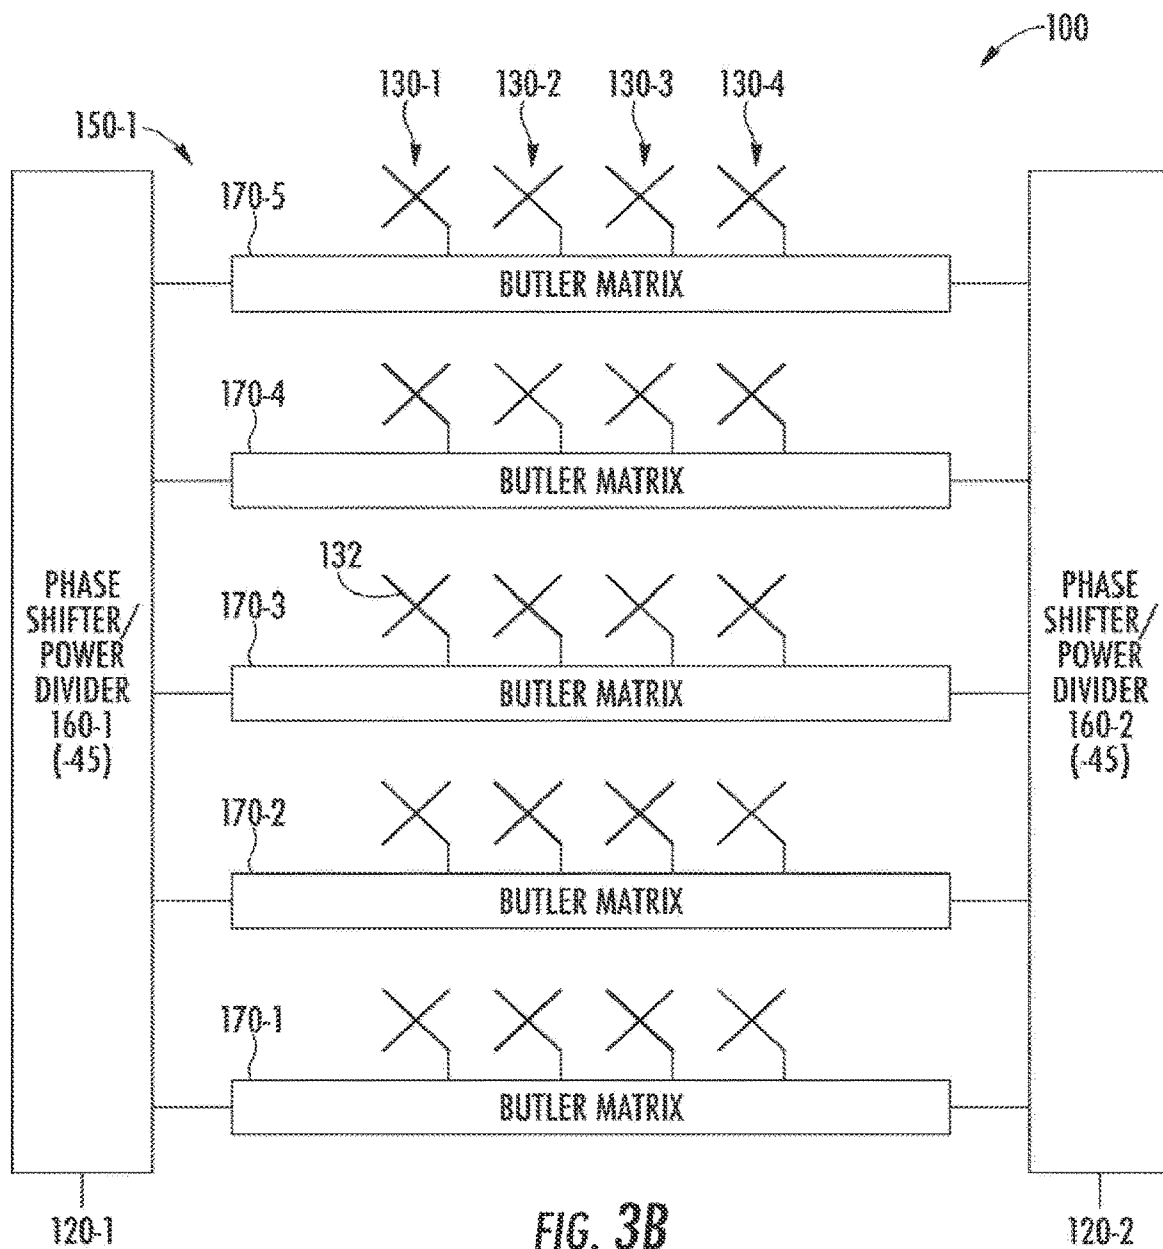 100
130-1 130-2 130-3 130-4
150-1
170-5
BUTLER MATRIX
170-4
BUTLER MATRIX
132
PHASE
SHIFTER/
POWER
DIVIDER
160-1
(-45)
170-3
BUTLER MATRIX
PHASE
SHIFTER/
POWER
DIVIDER
160-2
(-45)
170-2
BUTLER MATRIX
170-1
BUTLER MATRIX
120-1
FIG. 3B
120-2